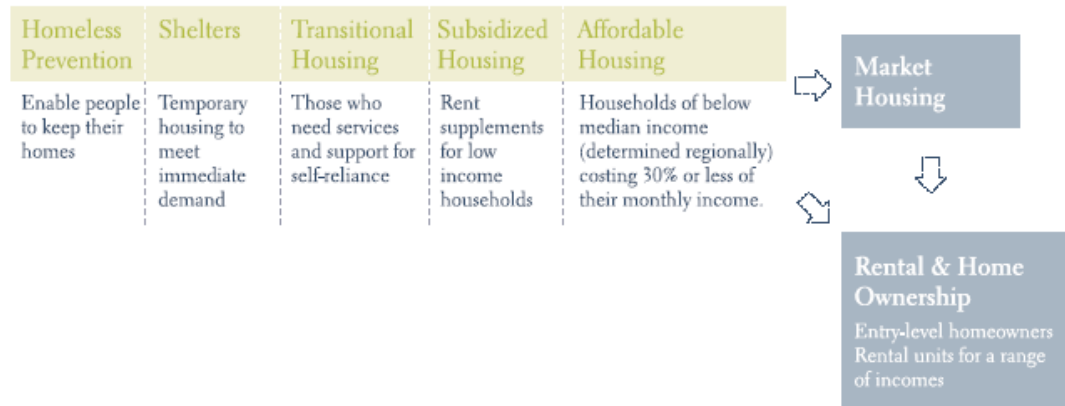 Homeless
Prevention
Enable people
to keep their
homes
Shelters
Temporary
housing to
meet
immediate
demand
Transitional
Housing
Those who
need services
and support for
self-reliance
Subsidized
Housing
Rent
supplements
for low
income
households
Affordable
Housing
Households of below
median income
(determined regionally)
costing 30% or less of
their monthly income.
Market
Housing
Rental & Home
Ownership
Entry-level homeowners
Rental units for a range
of incomes